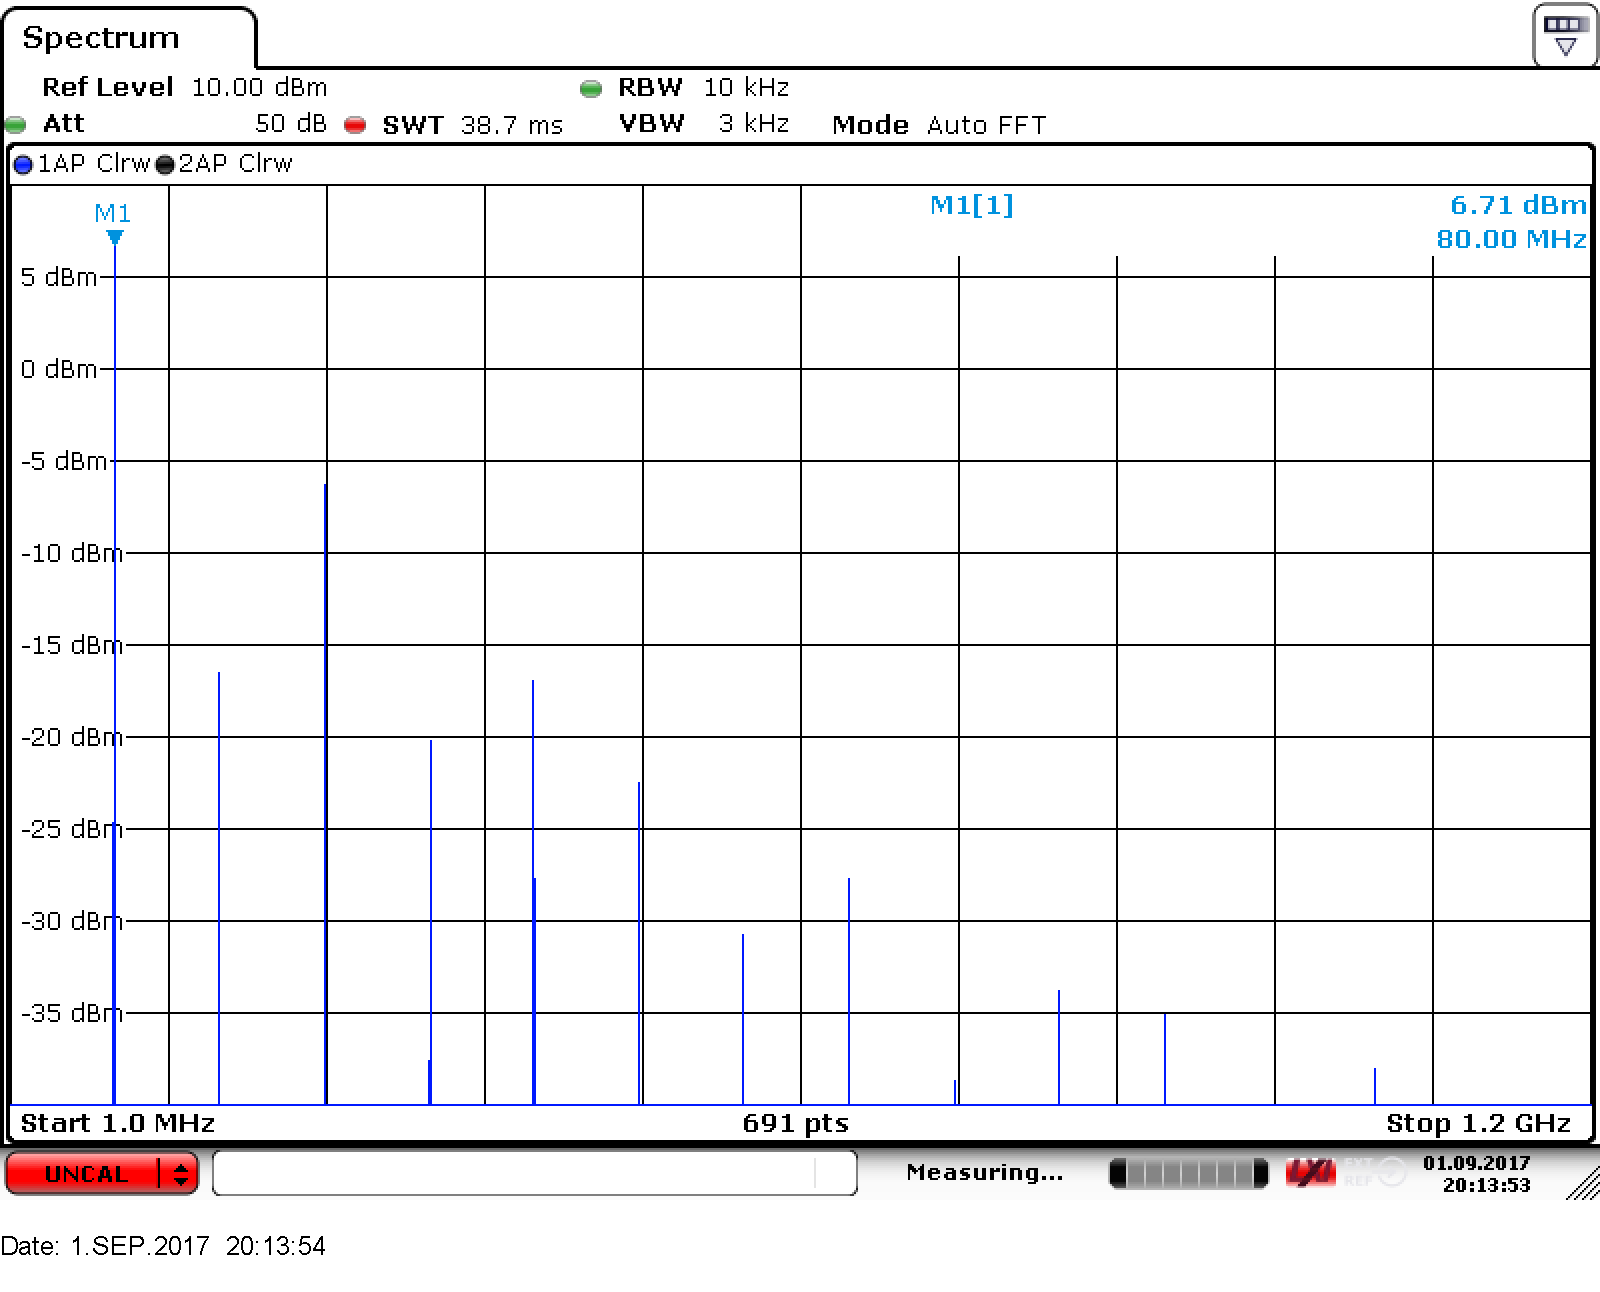 Spectrum
Ref Level 10.00 dBm RBW 10 kHz
Att 50 dB SWT 38.7 ms VBW 3 kHz Mode Auto FFT
1AP Clrw 2AP Clrw
M1 M1[1] 6.71 dBm
80.00 MHz
5 dBm
0 dBm
-5 dBm
-10 dBm
-15 dBm
-20 dBm
-25 dBm
-30 dBm
-35 dBm
Start 1.0 MHz 691 pts Stop 1.2 GHz
UNCAL Measuring... LXI EXT REF 01.09.2017
20:13:53
Date: 1.SEP.2017 20:13:54